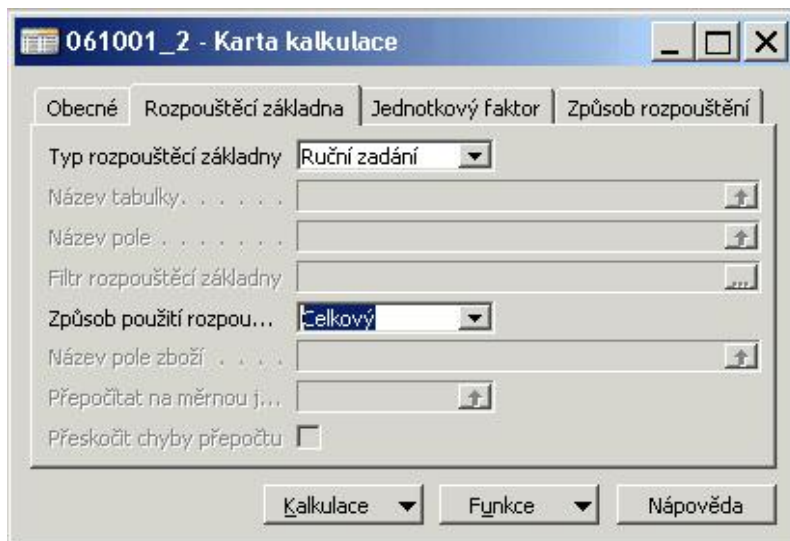 061001_2 - Karta kalkulace
Obecné Rozpouštěcí základna Jednotkový faktor Způsob rozpouštění
Typ rozpouštěcí základny Ruční zadání
Název tabulky. . . . . .
Název pole . . . . . . .
Filtr rozpouštěcí základny ...
Způsob použití rozpou... Celkový
Název pole zboží . . . .
Přepočítat na měrnou j...
Přeskočit chyby přepočtu
Kalkulace Funkce Nápověda